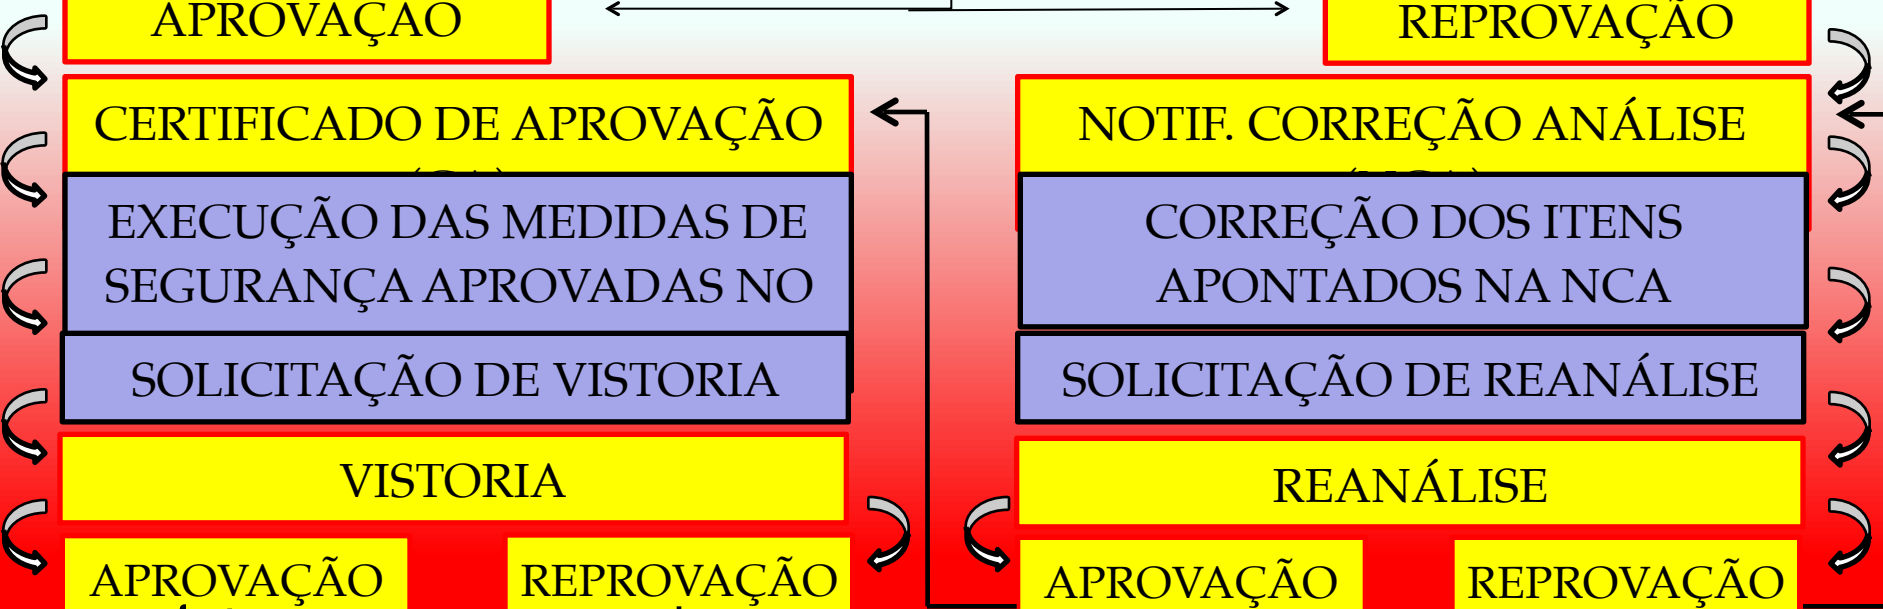 APROVAÇÃO
REPROVAÇÃO
CERTIFICADO DE APROVAÇÃO
NOTIF. CORREÇÃO ANÁLISE
EXECUÇÃO DAS MEDIDAS DE
SEGURANÇA APROVADAS NO
CORREÇÃO DOS ITENS
APONTADOS NA NCA
SOLICITAÇÃO DE VISTORIA
SOLICITAÇÃO DE REANÁLISE
VISTORIA
REANÁLISE
APROVAÇÃO
REPROVAÇÃO
APROVAÇÃO
REPROVAÇÃO